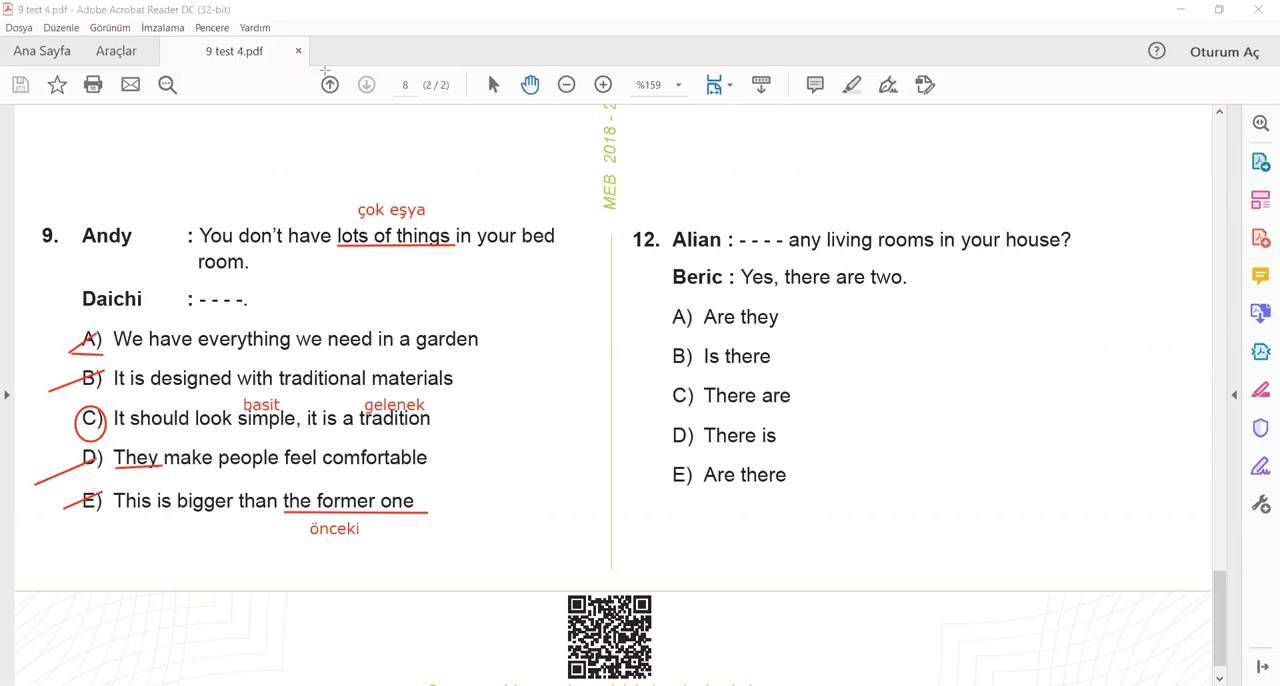 9 test 4.pdf - Adobe Acrobat Reader DC (32-bit)
Dosya Düzenle Görünüm İmzalama Pencere Yardım
Ana Sayfa Araçlar 9 test 4.pdf × Oturum Aç
8 (2 / 2) %159
MEB 2018 - 2
çok eşya
9. Andy : You don't have lots of things in your bed
room.
Daichi : - - - -.
A) We have everything we need in a garden
B) It is designed with traditional materials
basit gelenek
C) It should look simple, it is a tradition
D) They make people feel comfortable
E) This is bigger than the former one
önceki
12. Alian : - - - - any living rooms in your house?
Beric : Yes, there are two.
A) Are they
B) Is there
C) There are
D) There is
E) Are there